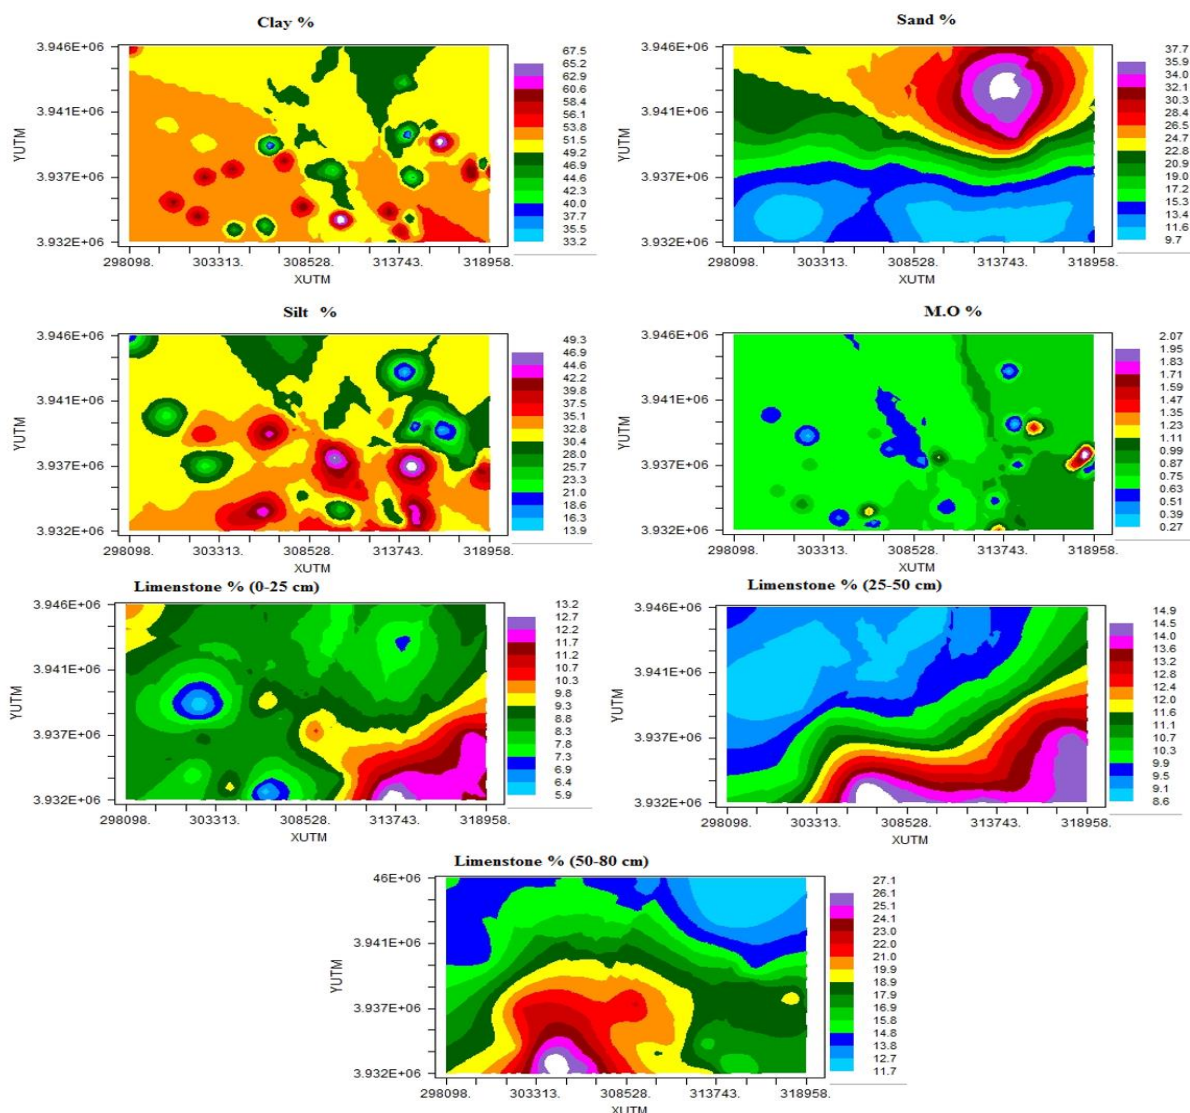 Clay %
3.946E+06
3.941E+06
3.937E+06
3.932E+06
YUTM
298098. 303313. 308528. 313743. 318958.
XUTM
67.5
65.2
62.9
60.6
58.4
56.1
53.8
51.5
49.2
46.9
44.6
42.3
40.0
37.7
35.5
33.2
Sand %
3.946E+06
3.941E+06
3.937E+06
3.932E+06
YUTM
298098. 303313. 308528. 313743. 318958.
XUTM
37.7
35.9
34.0
32.1
30.3
28.4
26.5
24.7
22.8
20.9
19.0
17.2
15.3
13.4
11.6
9.7
Silt %
3.946E+06
3.941E+06
3.937E+06
3.932E+06
YUTM
298098. 303313. 308528. 313743. 318958.
XUTM
49.3
46.9
44.6
42.2
39.8
37.5
35.1
32.8
30.4
28.0
25.7
23.3
21.0
18.6
16.3
13.9
M.O %
3.946E+06
3.941E+06
3.937E+06
3.932E+06
YUTM
298098. 303313. 308528. 313743. 318958.
XUTM
2.07
1.95
1.83
1.71
1.59
1.47
1.35
1.23
1.11
0.99
0.87
0.75
0.63
0.51
0.39
0.27
Limenstone % (0-25 cm)
3.946E+06
3.941E+06
3.937E+06
3.932E+06
YUTM
298098. 303313. 308528. 313743. 318958.
XUTM
13.2
12.7
12.2
11.7
11.2
10.7
10.3
9.8
9.3
8.8
8.3
7.8
7.3
6.9
6.4
5.9
Limenstone % (25-50 cm)
3.946E+06
3.941E+06
3.937E+06
3.932E+06
YUTM
298098. 303313. 308528. 313743. 318958.
XUTM
14.9
14.5
14.0
13.6
13.2
12.8
12.4
12.0
11.6
11.1
10.7
10.3
9.9
9.5
9.1
8.6
Limenstone % (50-80 cm)
46E+06
3.941E+06
3.937E+06
3.932E+06
YUTM
298098. 303313. 308528. 313743. 318958.
XUTM
27.1
26.1
25.1
24.1
23.0
22.0
21.0
19.9
18.9
17.9
16.9
15.8
14.8
13.8
12.7
11.7